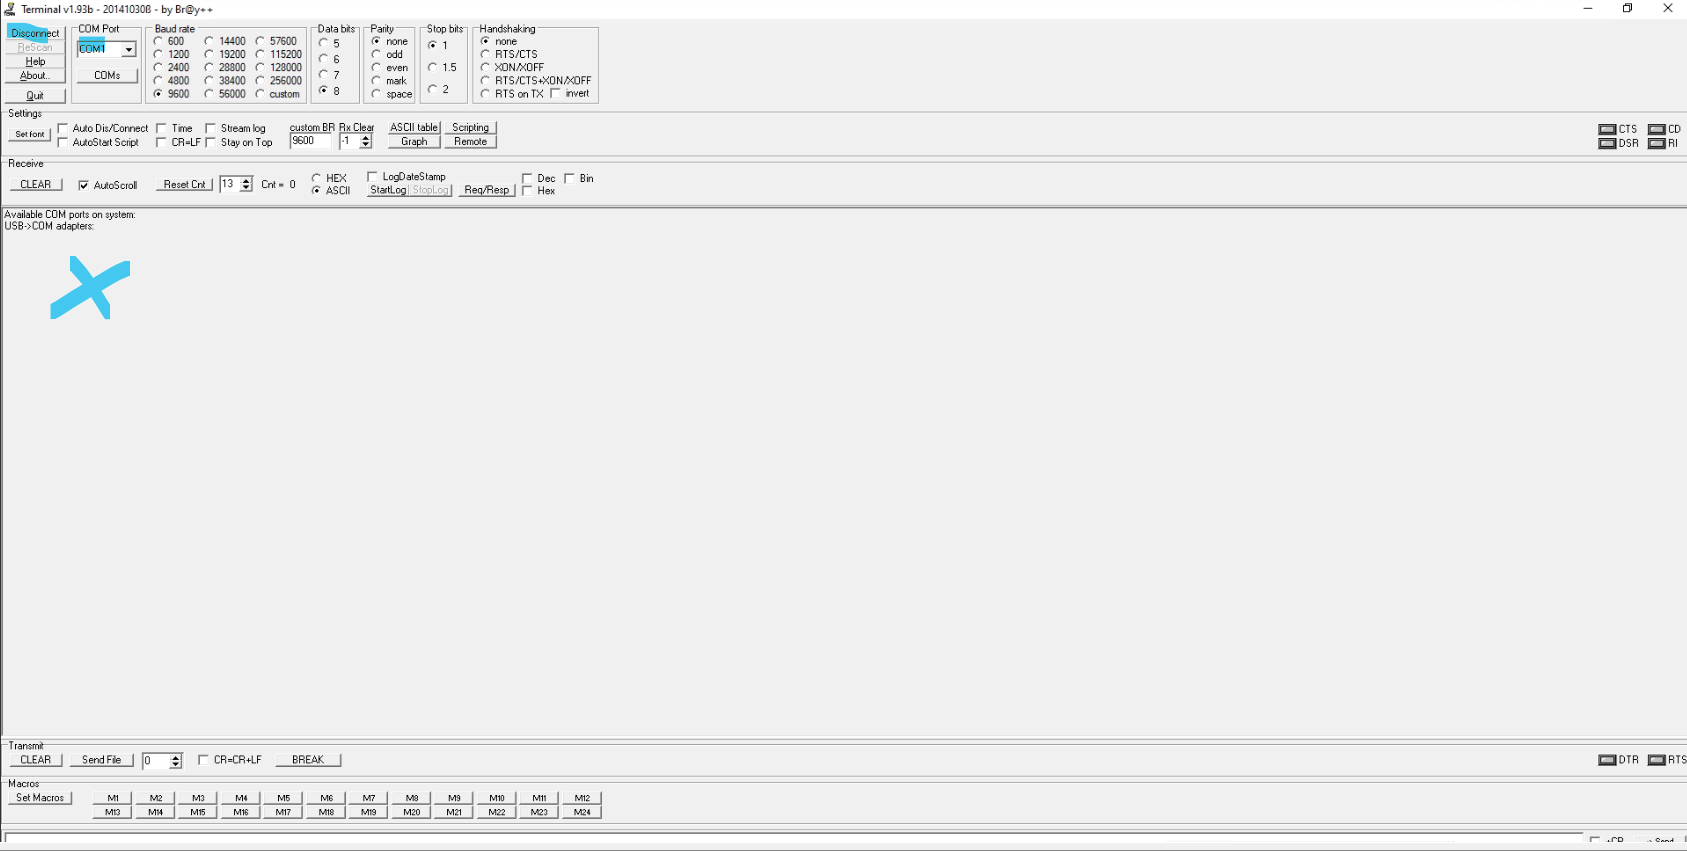 Terminal v1.93b - 20141030ß - by Br@y++
Disconnect
ReScan
Help
About..
Quit
COM Port
COM1
COMs
Baud rate
600 14400 57600
1200 19200 115200
2400 28800 128000
4800 38400 256000
9600 56000 custom
Data bits
5
6
7
8
Parity
none
odd
even
mark
space
Stop bits
1
1.5
2
Handshaking
none
RTS/CTS
XON/XOFF
RTS/CTS+XON/XOFF
RTS on TX invert
Settings
Set font
Auto Dis/Connect Time Stream log
AutoStart Script CR=LF Stay on Top
custom BR Rx Clear
9600 -1
ASCII table Scripting
Graph Remote
CTS CD
DSR RI
Receive
CLEAR AutoScroll Reset Cnt 13 Cnt = 0
HEX
ASCII
LogDateStamp
StartLog StopLog Req/Resp
Dec Bin
Hex
Available COM ports on system:
USB->COM adapters:
Transmit
CLEAR Send File 0 CR=CR+LF BREAK
DTR RTS
Macros
Set Macros
M1 M2 M3 M4 M5 M6 M7 M8 M9 M10 M11 M12
M13 M14 M15 M16 M17 M18 M19 M20 M21 M22 M23 M24
+CR -> Send